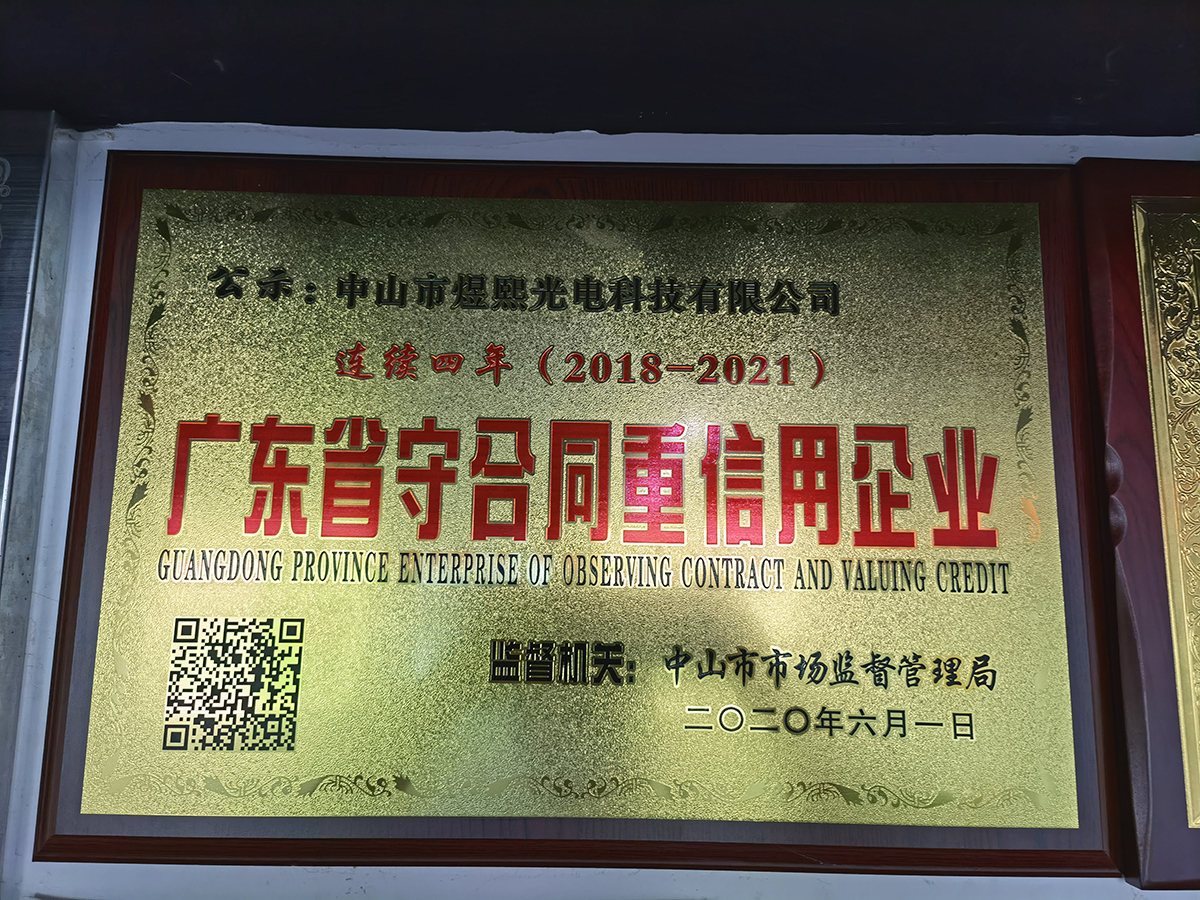 公示：中山市煜熙光电科技有限公司
连续四年（2018-2021）
广东省守合同重信用企业
GUANGDONG PROVINCE ENTERPRISE OF OBSERVING CONTRACT AND VALUING CREDIT
监督机关：中山市市场监督管理局
二〇二〇年六月一日